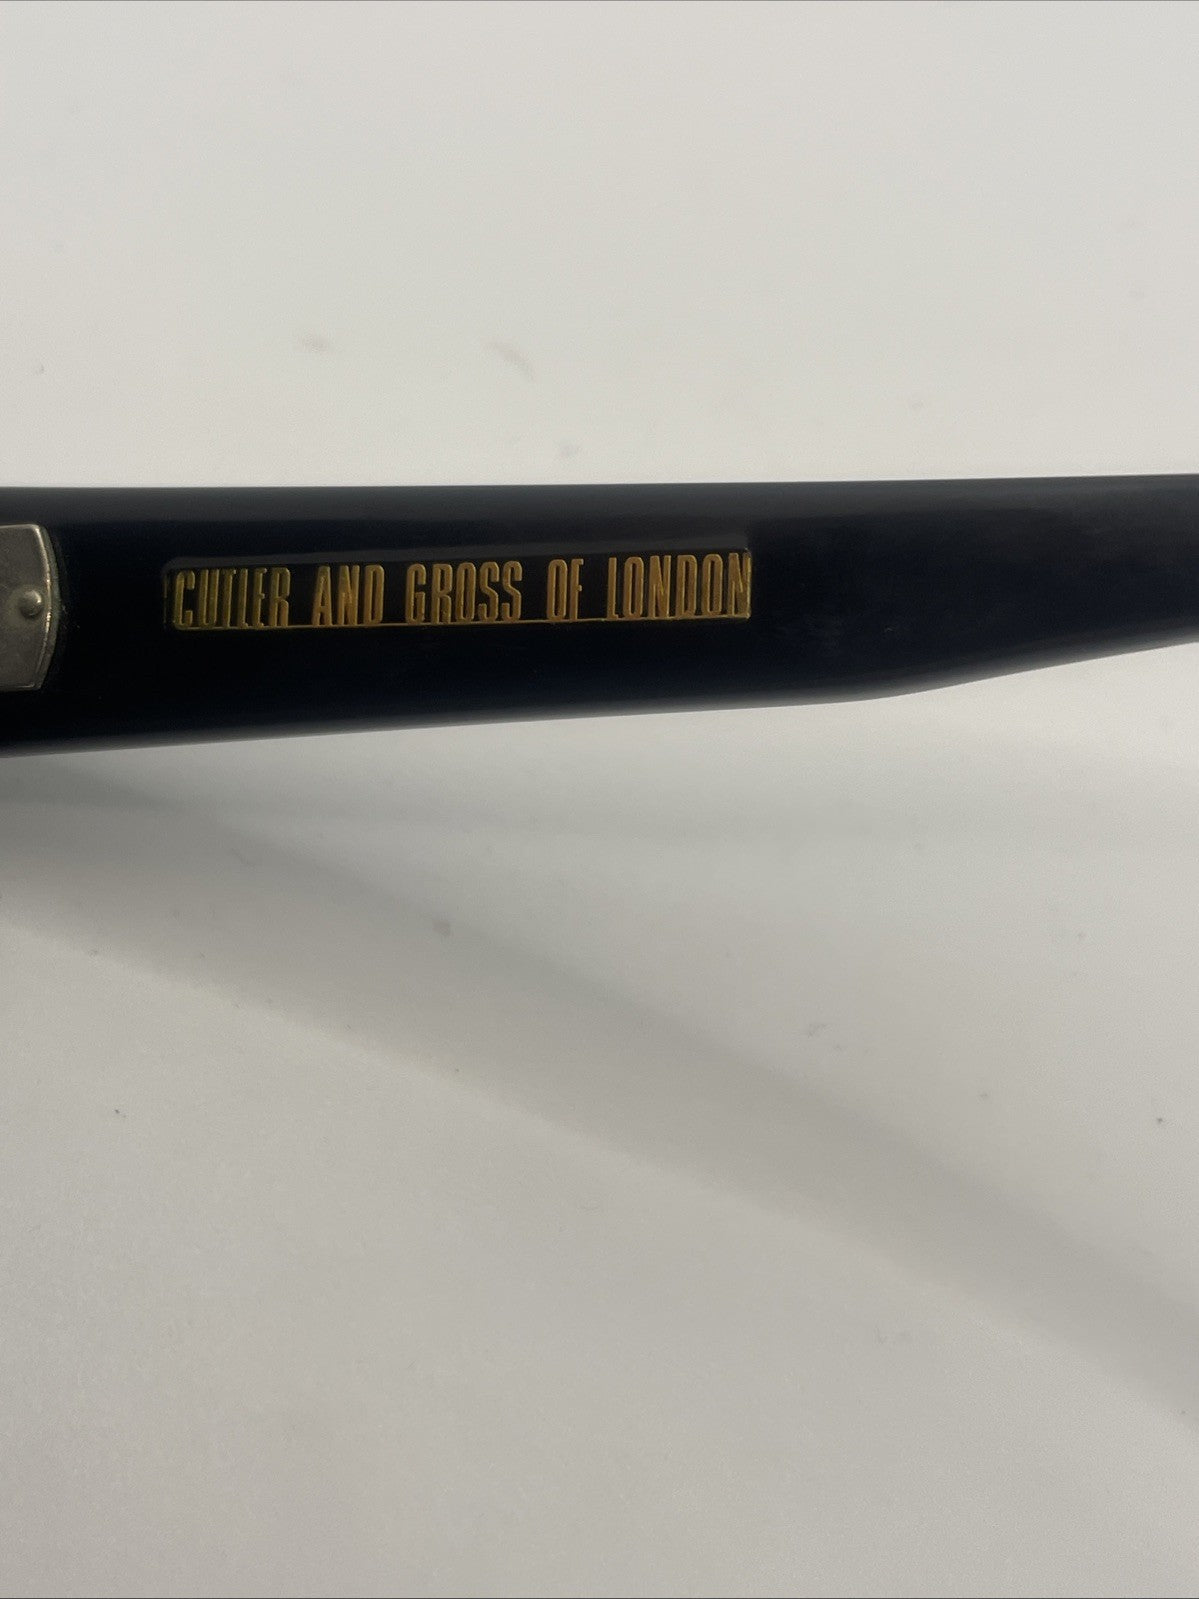 CUTLER AND GROSS OF LONDON